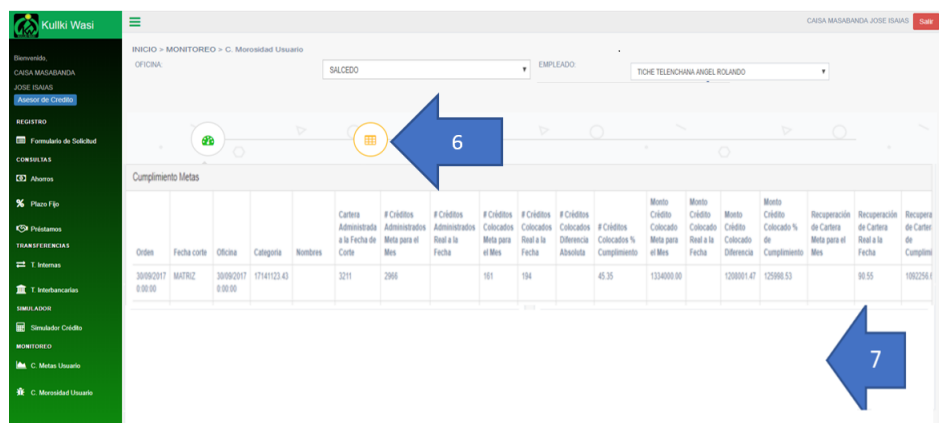 Kullki Wasi
CAISA MASABANDA JOSE ISAIAS
Salir
Bienvenido,
CAISA MASABANDA
JOSE ISAIAS
Asesor de Credito
REGISTRO
Formulario de Solicitud
CONSULTAS
Ahorros
Plazo Fijo
Préstamos
TRANSFERENCIAS
T. Internas
T. Interbancarias
SIMULADOR
Simulador Crédito
MONITOREO
C. Metas Usuario
C. Morosidad Usuario
INICIO > MONITOREO > C. Morosidad Usuario
OFICINA:
SALCEDO
EMPLEADO:
TICHE TELENCHANA ANGEL ROLANDO
6
Cumplimiento Metas
Orden
Fecha corte
Oficina
Categoria
Nombres
Cartera
Administrada
a la Fecha de
Corte
# Créditos
Administrados
Meta para el
Mes
# Créditos
Administrados
Real a la
Fecha
# Créditos
Colocados
Meta para
el Mes
# Créditos
Colocados
Real a la
Fecha
# Créditos
Colocados
Diferencia
Absoluta
# Créditos
Colocados %
Cumplimiento
Monto
Crédito
Colocado
Meta para
el Mes
Monto
Crédito
Colocado
Real a la
Fecha
Monto
Crédito
Colocado
Diferencia
Monto
Crédito
Colocado %
de
Cumplimiento
Recuperación
de Cartera
Meta para el
Mes
Recuperación
de Cartera
Real a la
Fecha
Recupera
de Carter
de
Cumplimi
30/09/2017
0:00:00
MATRIZ
30/09/2017
0:00:00
17141123.43
3211
2966
161
194
45.35
1334000.00
1208001.47
125998.53
90.55
1092256.0
7